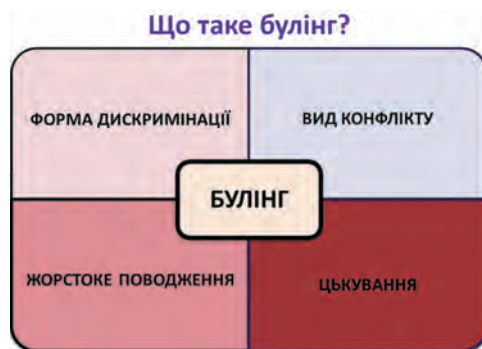 Що таке булінг?
ФОРМА ДИСКРИМІНАЦІЇ
ВИД КОНФЛІКТУ
БУЛІНГ
ЖОРСТОКЕ ПОВОДЖЕННЯ
ЦЬКУВАННЯ